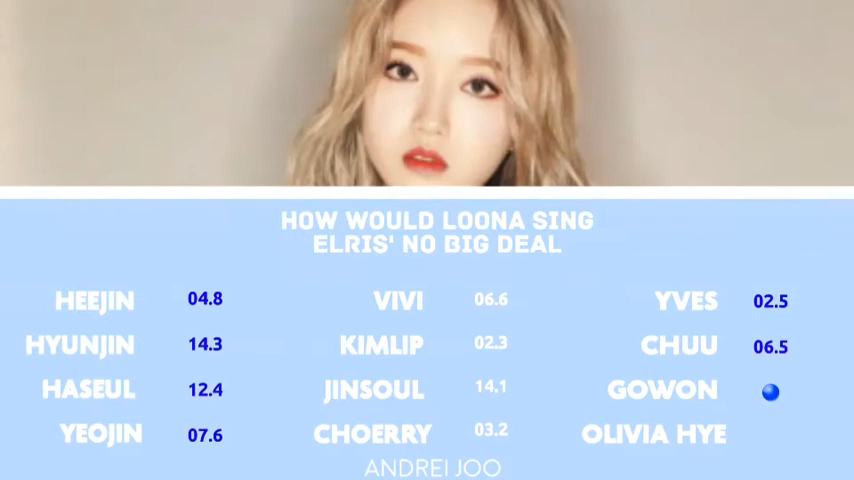 HOW WOULD LOONA SING
ELRIS' NO BIG DEAL
HEEJIN 04.8
HYUNJIN 14.3
HASEUL 12.4
YEOJIN 07.6
VIVI 06.6
KIMLIP 02.3
JINSOUL 14.1
CHOERRY 03.2
YVES 02.5
CHUU 06.5
GOWON
OLIVIA HYE
ANDREI JOO